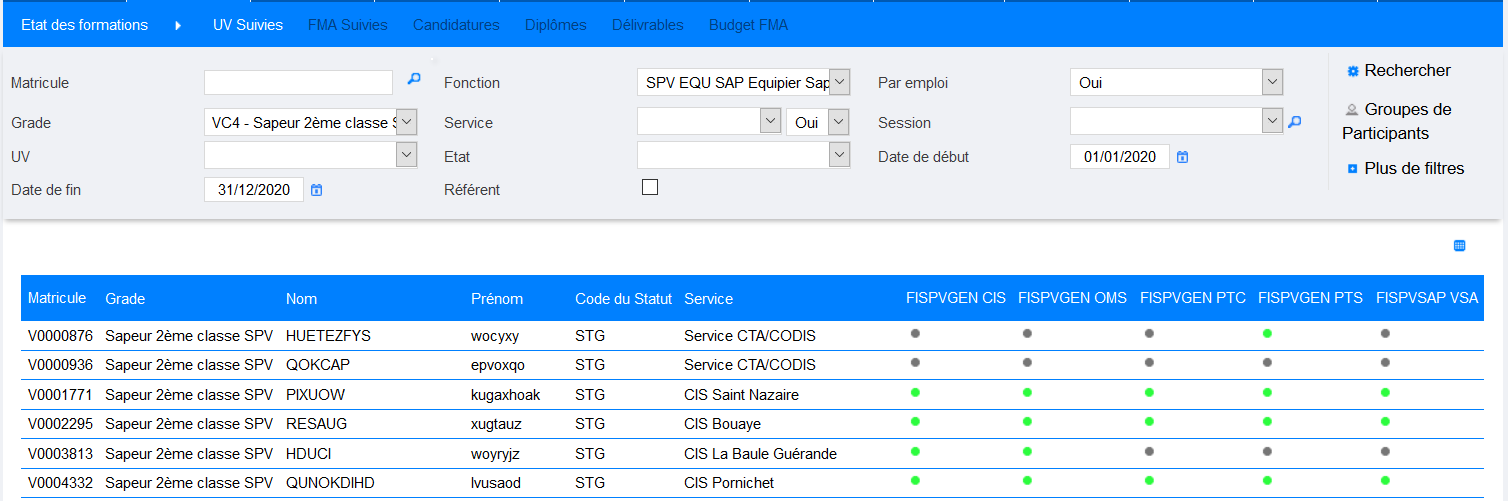 Etat des formations UV Suivies FMA Suivies Candidatures Diplômes Délivrables Budget FMA
Matricule Fonction SPV EQU SAP Equipier Sap Par emploi Oui Rechercher
Grade VC4 - Sapeur 2ème classe S Service Oui Session Groupes de Participants
UV Etat Date de début 01/01/2020 Plus de filtres
Date de fin 31/12/2020 Référent
Matricule Grade Nom Prénom Code du Statut Service FISPVGEN CIS FISPVGEN OMS FISPVGEN PTC FISPVGEN PTS FISPVSAP VSA
V0000876 Sapeur 2ème classe SPV HUETEZFYS wocyxy STG Service CTA/CODIS
V0000936 Sapeur 2ème classe SPV QOKCAP epvoxqo STG Service CTA/CODIS
V0001771 Sapeur 2ème classe SPV PIXUOW kugaxhoak STG CIS Saint Nazaire
V0002295 Sapeur 2ème classe SPV RESAUG xugtauz STG CIS Bouaye
V0003813 Sapeur 2ème classe SPV HDUCI woyryjz STG CIS La Baule Guérande
V0004332 Sapeur 2ème classe SPV QUNOKDIHD lvusaod STG CIS Pornichet